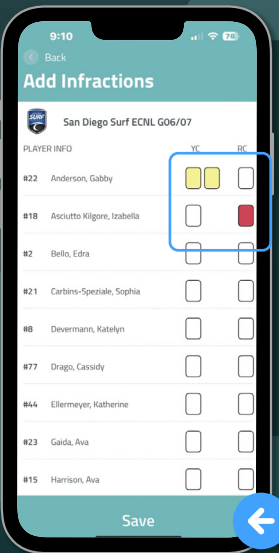 9:10
70
Back
Add Infractions
SURF
San Diego Surf ECNL G06/07
PLAYER INFO YC RC
#22 Anderson, Gabby
#18 Asciutto Kilgore, Izabella
#2 Bello, Edra
#21 Carbins-Speziale, Sophia
#8 Devermann, Katelyn
#77 Drago, Cassidy
#44 Ellermeyer, Katherine
#23 Gaida, Ava
#15 Harrison, Ava
Save